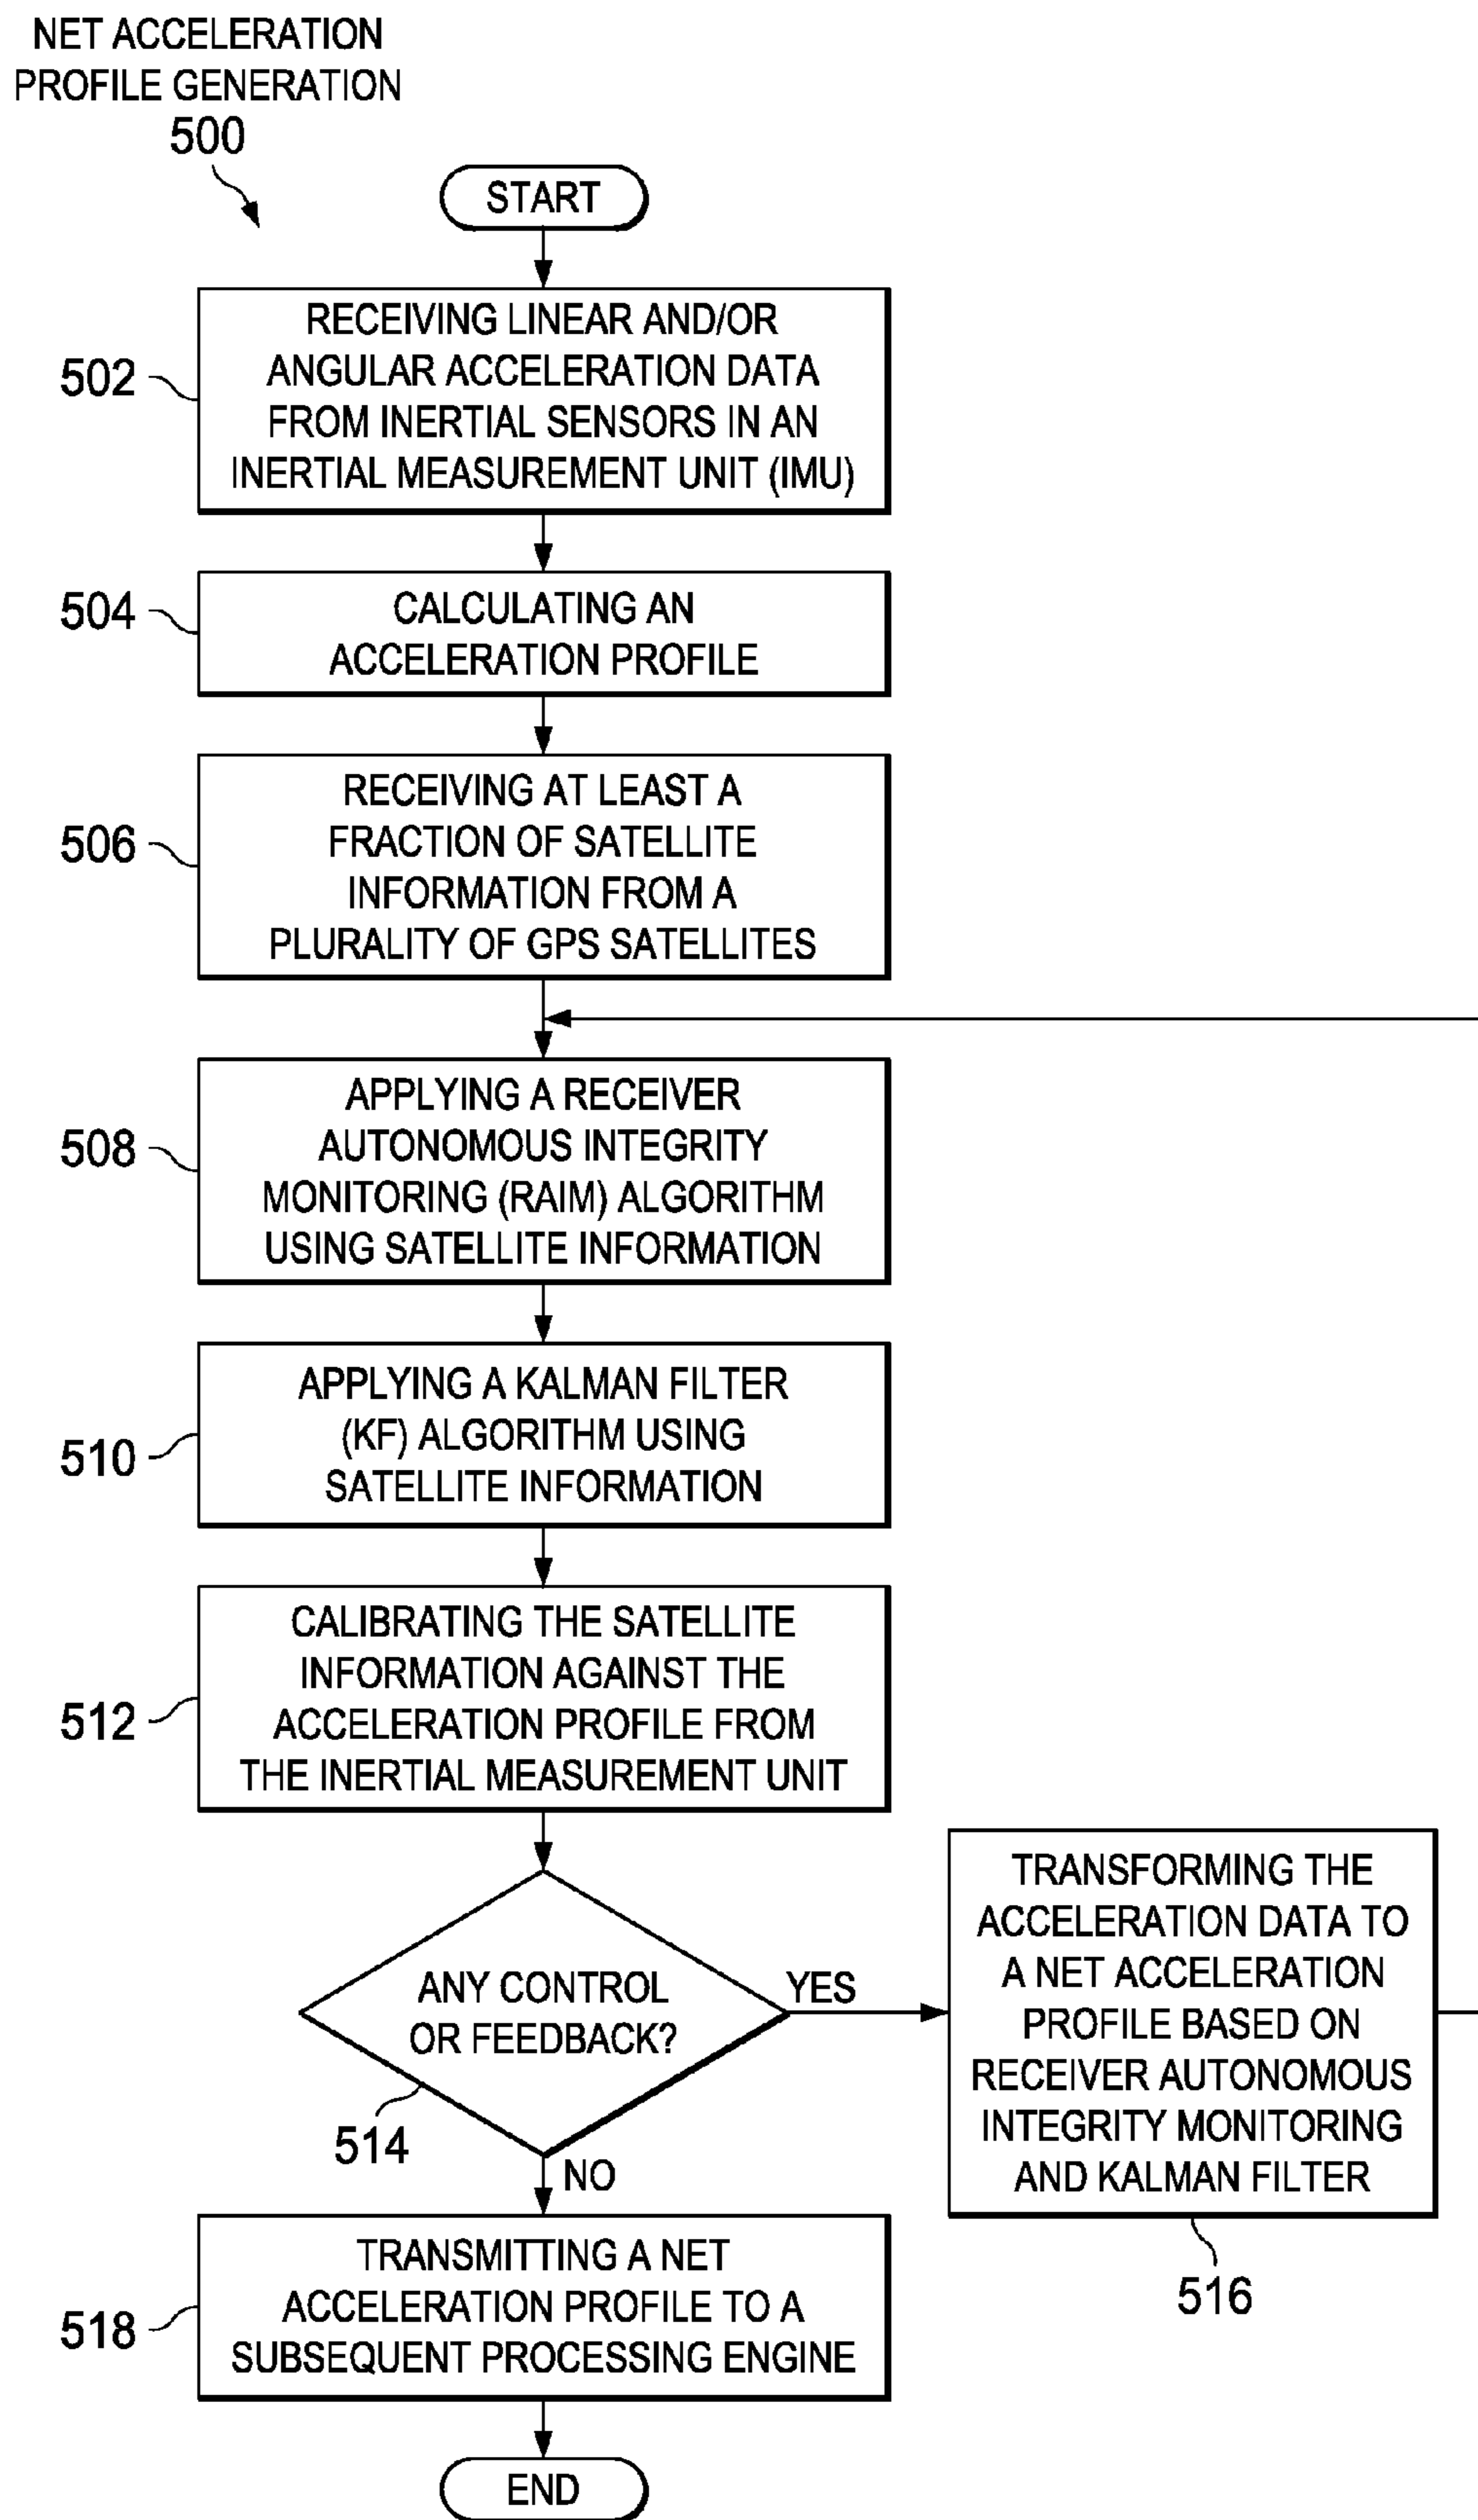 NET ACCELERATION
PROFILE GENERATION
500
START
502
RECEIVING LINEAR AND/OR
ANGULAR ACCELERATION DATA
FROM INERTIAL SENSORS IN AN
INERTIAL MEASUREMENT UNIT (IMU)
504
CALCULATING AN
ACCELERATION PROFILE
506
RECEIVING AT LEAST A
FRACTION OF SATELLITE
INFORMATION FROM A
PLURALITY OF GPS SATELLITES
508
APPLYING A RECEIVER
AUTONOMOUS INTEGRITY
MONITORING (RAIM) ALGORITHM
USING SATELLITE INFORMATION
510
APPLYING A KALMAN FILTER
(KF) ALGORITHM USING
SATELLITE INFORMATION
512
CALIBRATING THE SATELLITE
INFORMATION AGAINST THE
ACCELERATION PROFILE FROM
THE INERTIAL MEASUREMENT UNIT
ANY CONTROL
OR FEEDBACK?
514
YES
TRANSFORMING THE
ACCELERATION DATA TO
A NET ACCELERATION
PROFILE BASED ON
RECEIVER AUTONOMOUS
INTEGRITY MONITORING
AND KALMAN FILTER
516
NO
518
TRANSMITTING A NET
ACCELERATION PROFILE TO A
SUBSEQUENT PROCESSING ENGINE
END